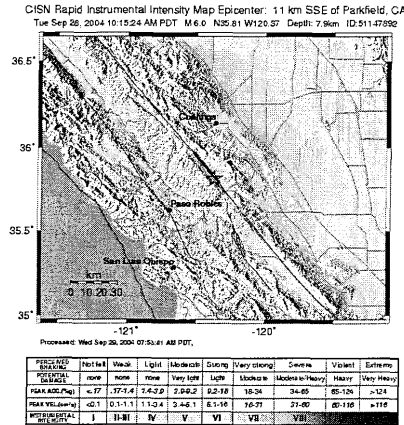 CISN Rapid Instrumental Intensity Map Epicenter: 11 km SSE of Parkfield, CA
Tue Sep 28, 2004 10:15:24 AM PDT M 6.0 N35.81 W120.37 Depth: 7.9km ID:51147892
36.5°
Coalinga
36°
Paso Robles
35.5°
San Luis Obispo
km
0 10 20 30
35°
-121° -120°
Processed: Wed Sep 29, 2004 07:53:41 AM PDT,
PERCEIVED SHAKING Not felt Weak Light Moderate Strong Very strong Severe Violent Extreme
POTENTIAL DAMAGE none none none Very light Light Moderate Moderate/Heavy Heavy Very Heavy
PEAK ACC.(%g) <.17 .17-1.4 1.4-3.9 3.9-9.2 9.2-18 18-34 34-65 65-124 >124
PEAK VEL.(cm/s) <0.1 0.1-1.1 1.1-3.4 3.4-8.1 8.1-16 16-31 31-60 60-116 >116
INSTRUMENTAL INTENSITY I II-III IV V VI VII VIII